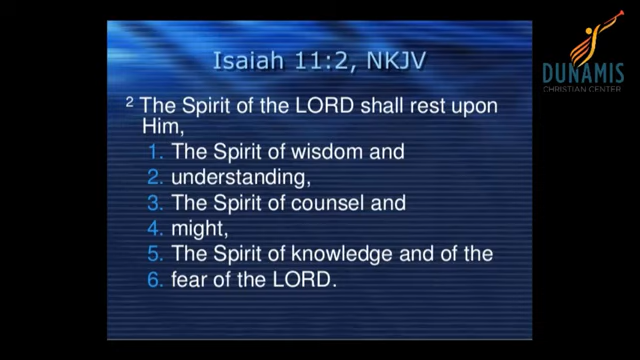 Isaiah 11:2, NKJV
DUNAMIS
CHRISTIAN CENTER
2 The Spirit of the LORD shall rest upon
Him,
1. The Spirit of wisdom and
2. understanding,
3. The Spirit of counsel and
4. might,
5. The Spirit of knowledge and of the
6. fear of the LORD.